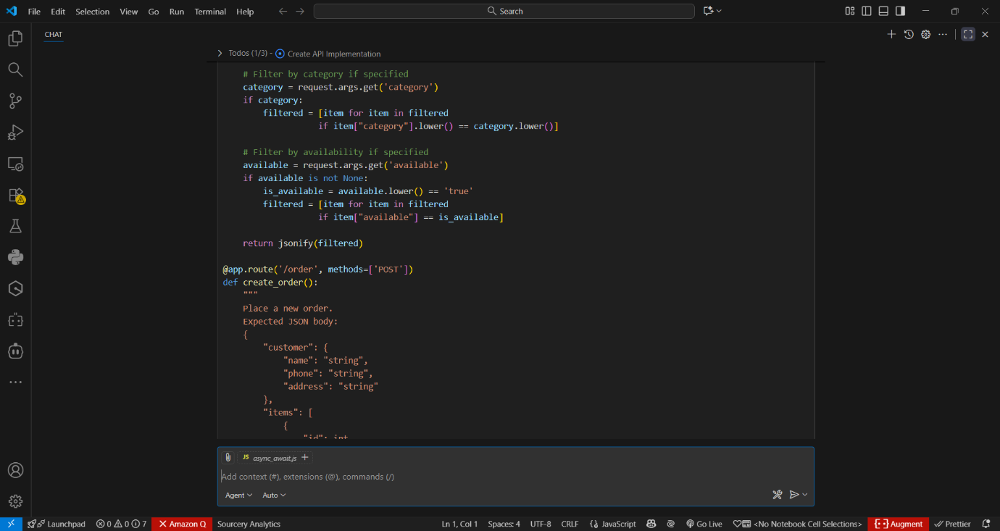 File Edit Selection View Go Run Terminal Help
Search
CHAT
Todos (1/3) - Create API Implementation
# Filter by category if specified
category = request.args.get('category')
if category:
filtered = [item for item in filtered
if item["category"].lower() == category.lower()]
# Filter by availability if specified
available = request.args.get('available')
if available is not None:
is_available = available.lower() == 'true'
filtered = [item for item in filtered
if item["available"] == is_available]
return jsonify(filtered)
@app.route('/order', methods=['POST'])
def create_order():
"""
Place a new order.
Expected JSON body:
{
"customer": {
"name": "string",
"phone": "string",
"address": "string"
},
"items": [
{
"id": int
JS async_await.js +
Add context (#), extensions (@), commands (/)
Agent Auto
Launchpad 0 0 7 Amazon Q Sourcery Analytics Ln 1, Col 1 Spaces: 4 UTF-8 CRLF JavaScript Go Live <No Notebook Cell Selections> Augment Prettier